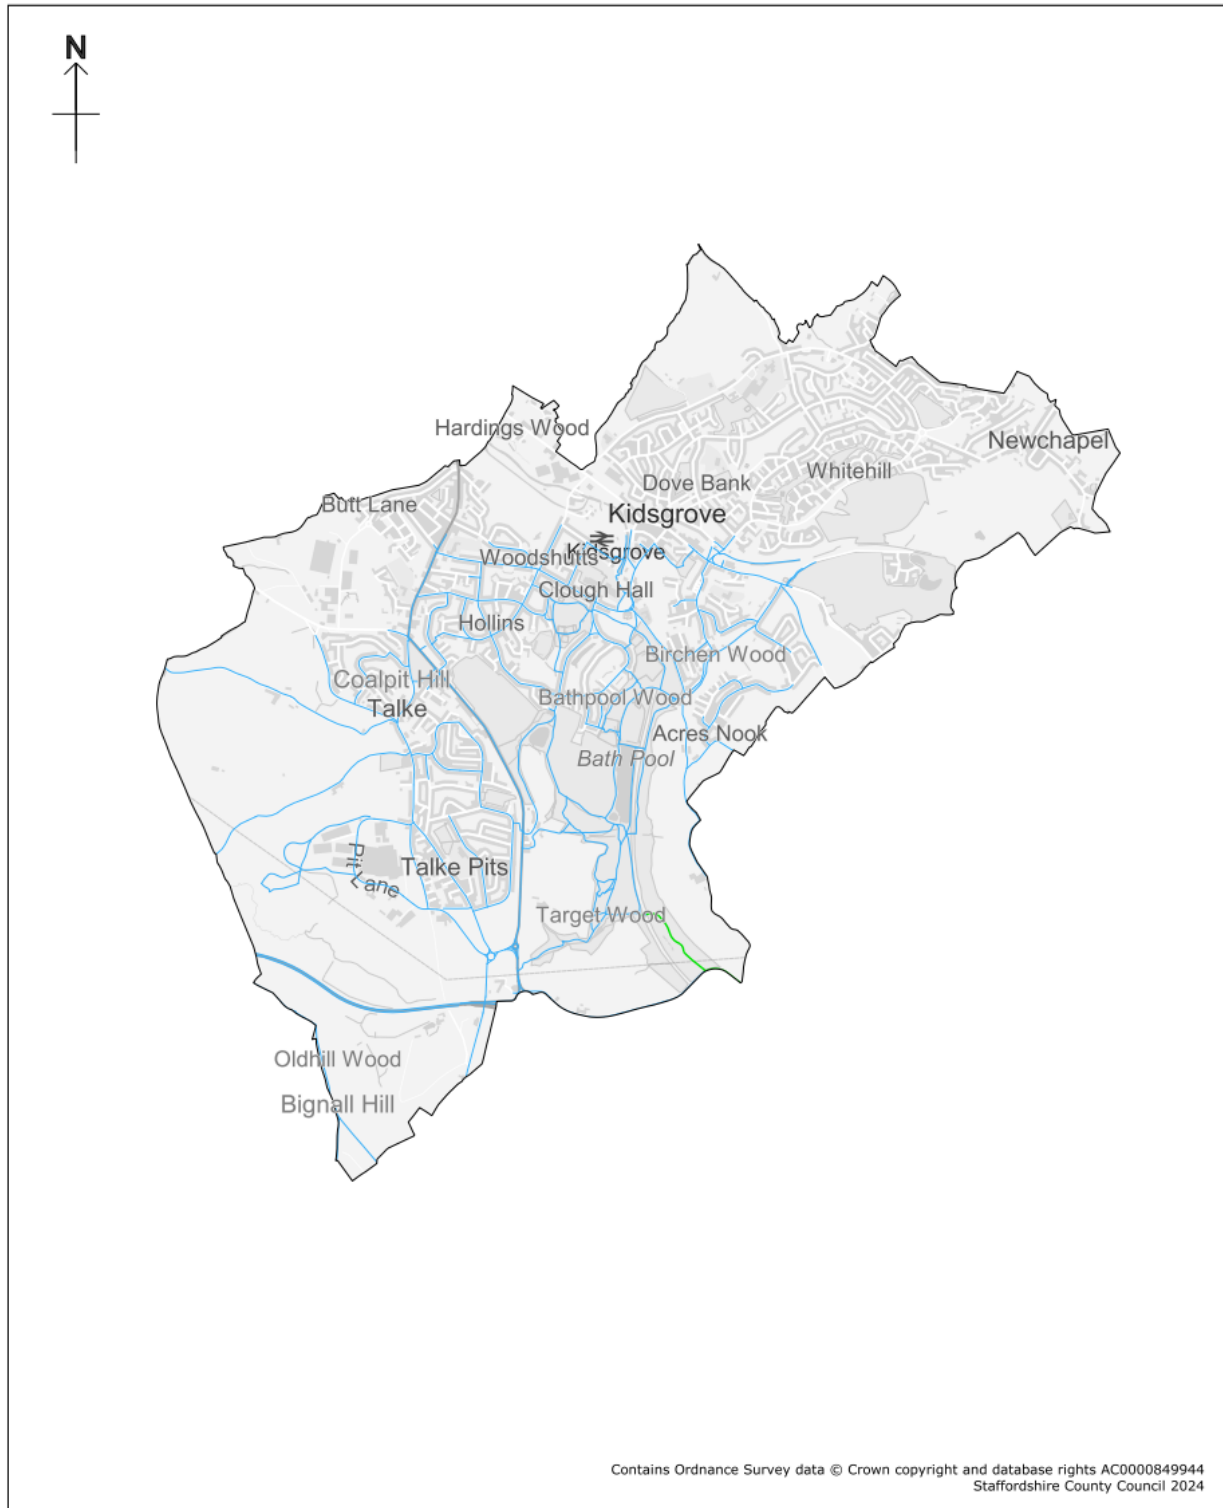 N
Hardings Wood
Newchapel
Whitehill
Dove Bank
Butt Lane
Kidsgrove
Kidsgrove
Woodshutts
Clough Hall
Hollins
Birchen Wood
Coalpit Hill
Bathpool Wood
Talke
Acres Nook
Bath Pool
Pit Lane
Talke Pits
Target Wood
7
Oldhill Wood
Bignall Hill
Contains Ordnance Survey data © Crown copyright and database rights AC0000849944
Staffordshire County Council 2024